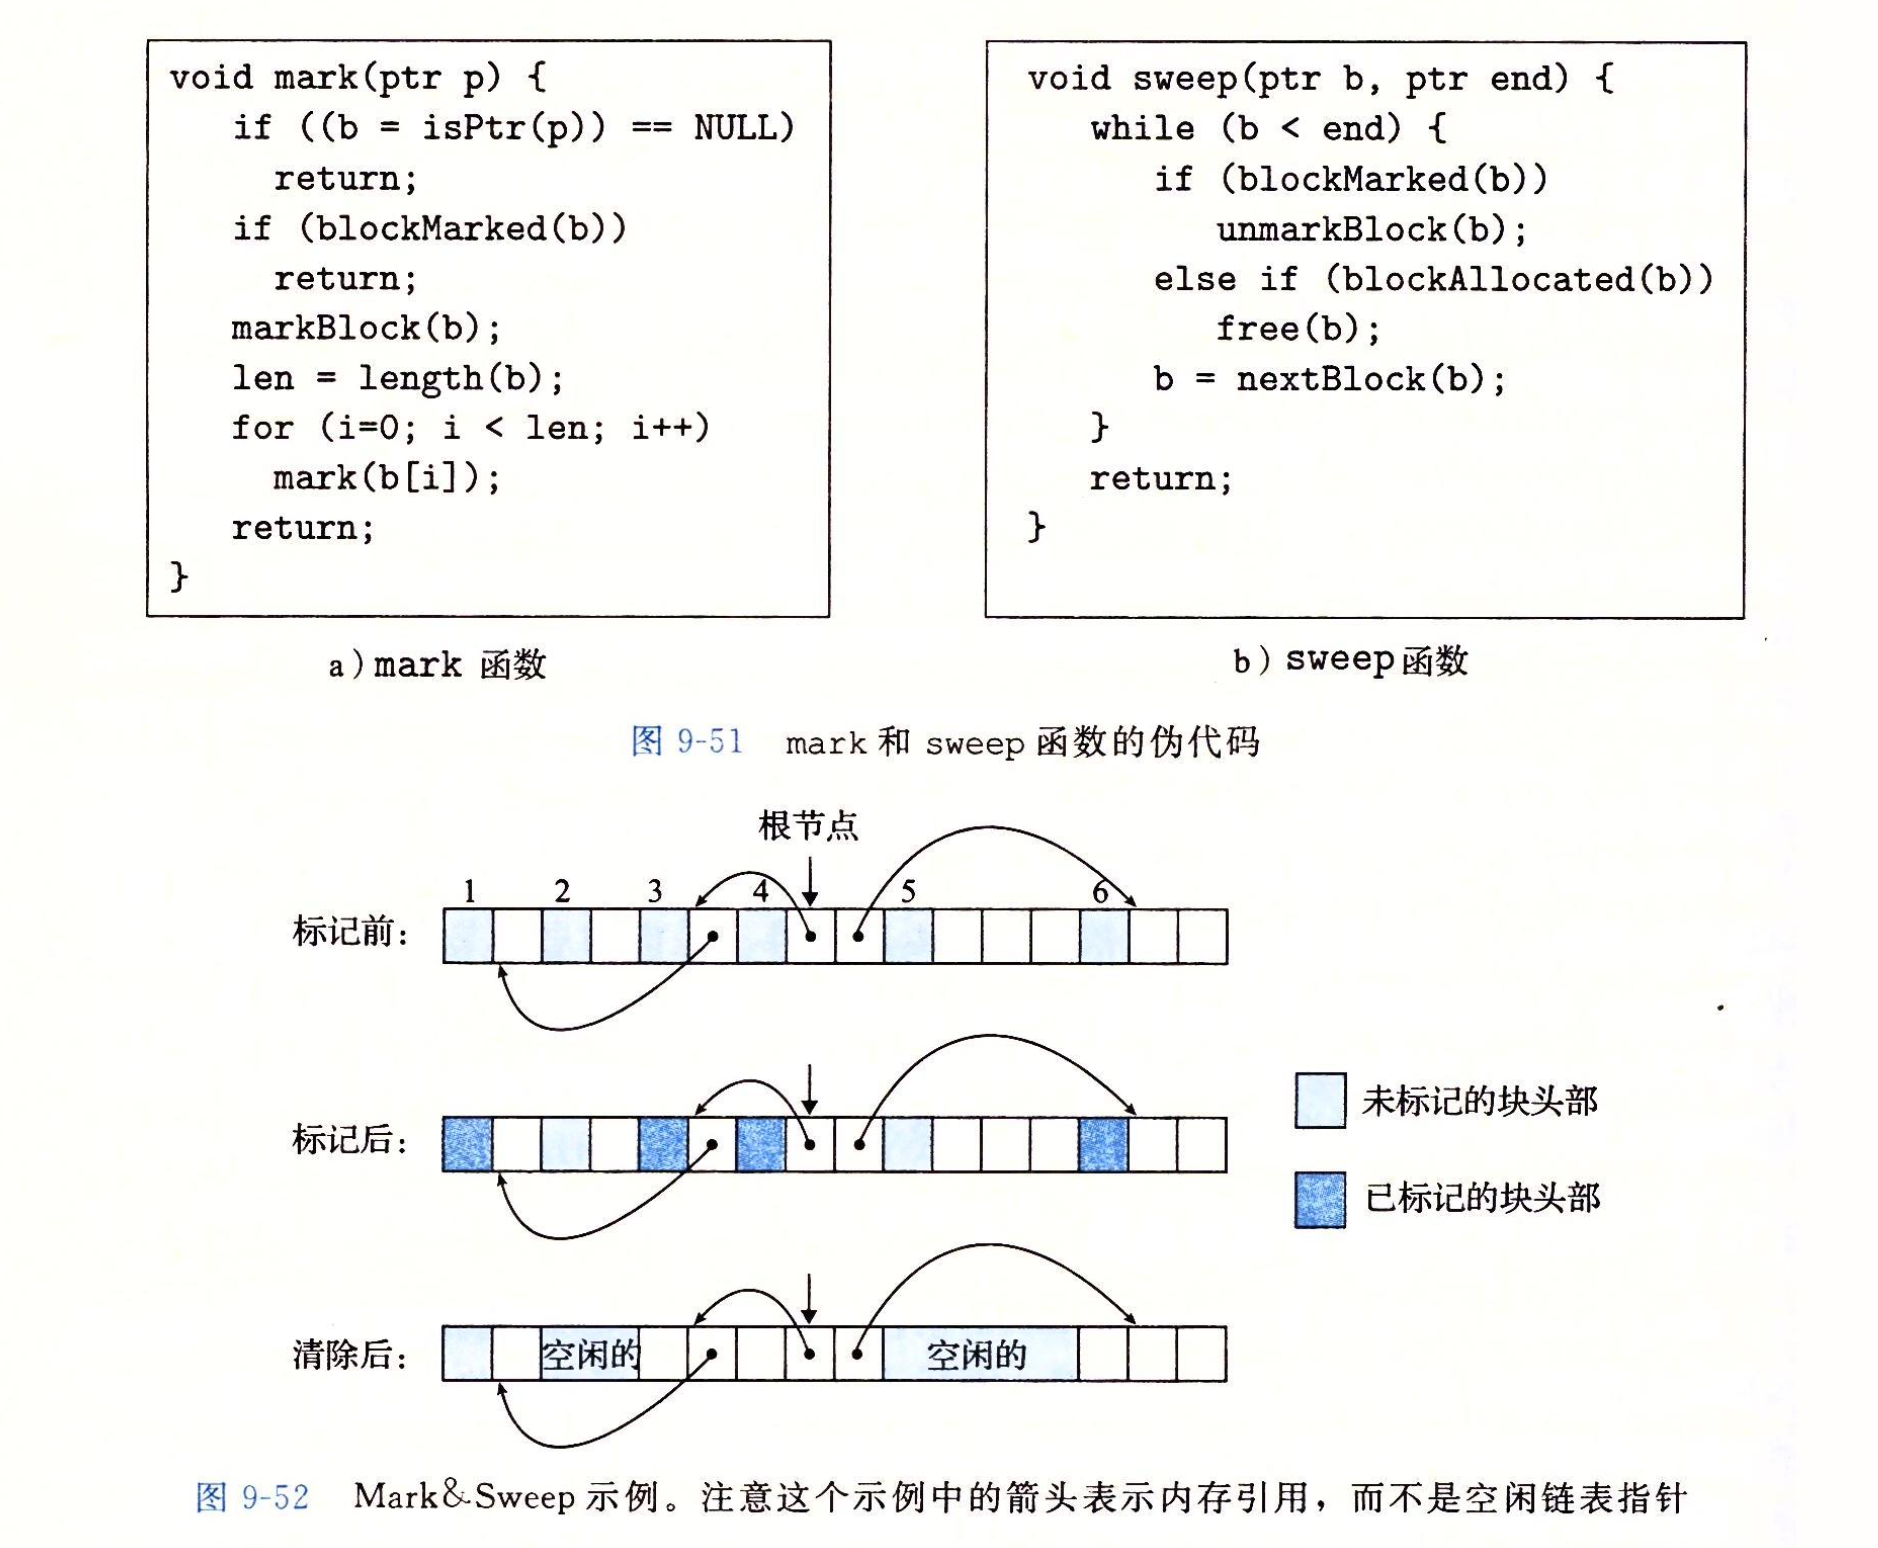 void mark(ptr p) {
if ((b = isPtr(p)) == NULL)
return;
if (blockMarked(b))
return;
markBlock(b);
len = length(b);
for (i=0; i < len; i++)
mark(b[i]);
return;
}
a)mark 函数
void sweep(ptr b, ptr end) {
while (b < end) {
if (blockMarked(b))
unmarkBlock(b);
else if (blockAllocated(b))
free(b);
b = nextBlock(b);
}
return;
}
b) sweep函数
图 9-51 mark 和 sweep 函数的伪代码
根节点
1 2 3 4 5 6
标记前:
标记后:
未标记的块头部
已标记的块头部
清除后: 空闲的 空闲的
图 9-52 Mark&Sweep 示例。注意这个示例中的箭头表示内存引用，而不是空闲链表指针